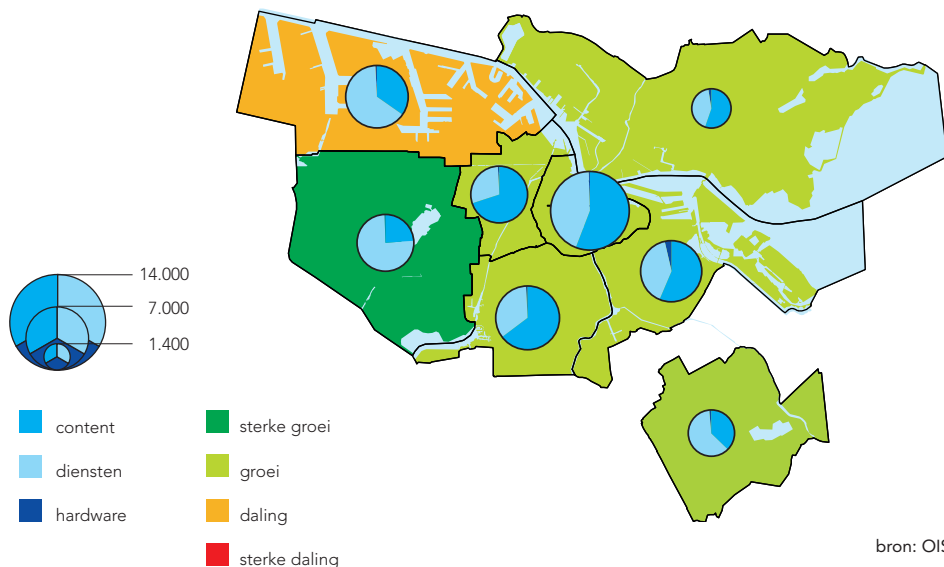 14.000
7.000
1.400
content
diensten
hardware
sterke groei
groei
daling
sterke daling
bron: OIS